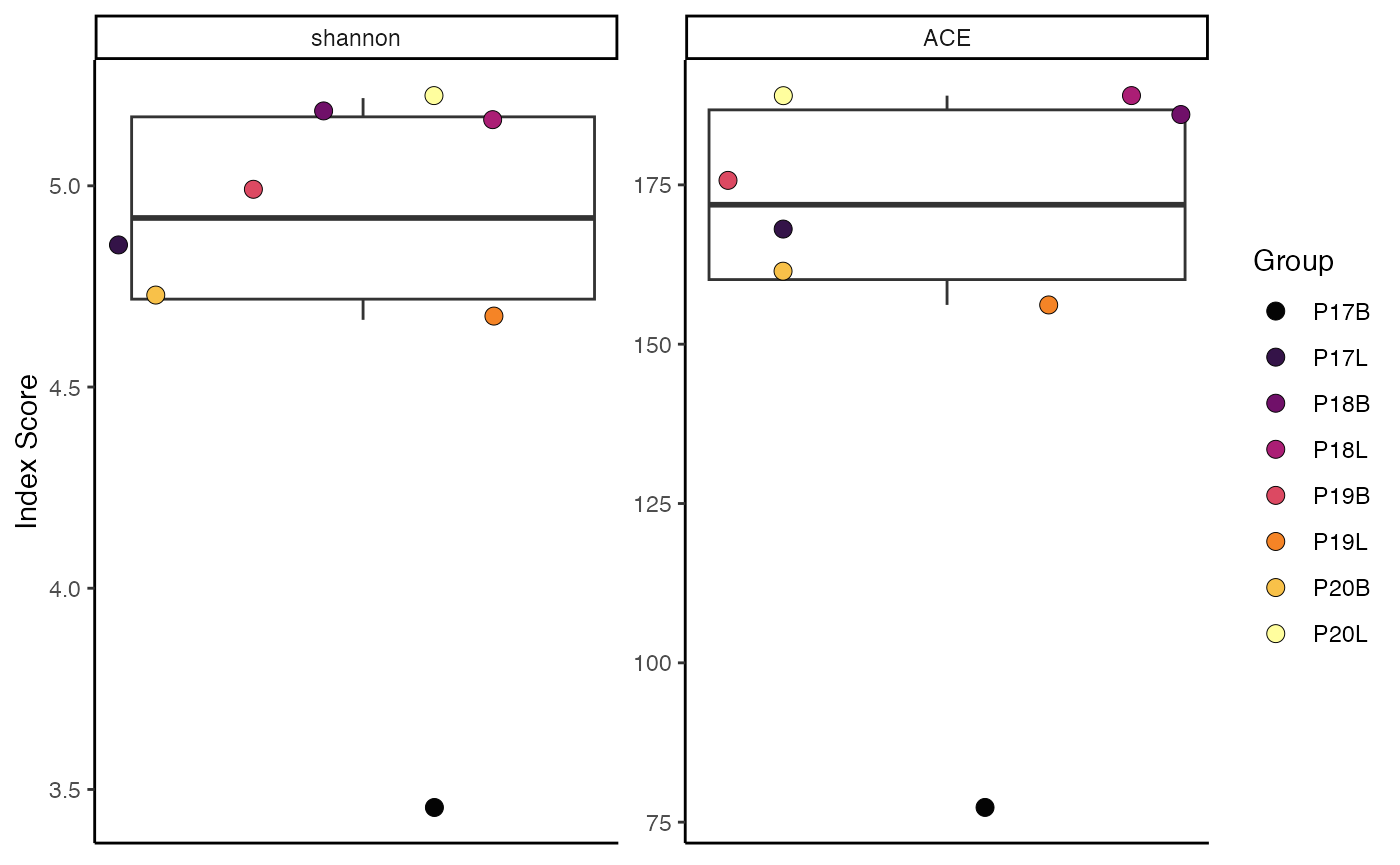 shannon
ACE
Index Score
5.0
4.5
4.0
3.5
175
150
125
100
75
Group
P17B
P17L
P18B
P18L
P19B
P19L
P20B
P20L